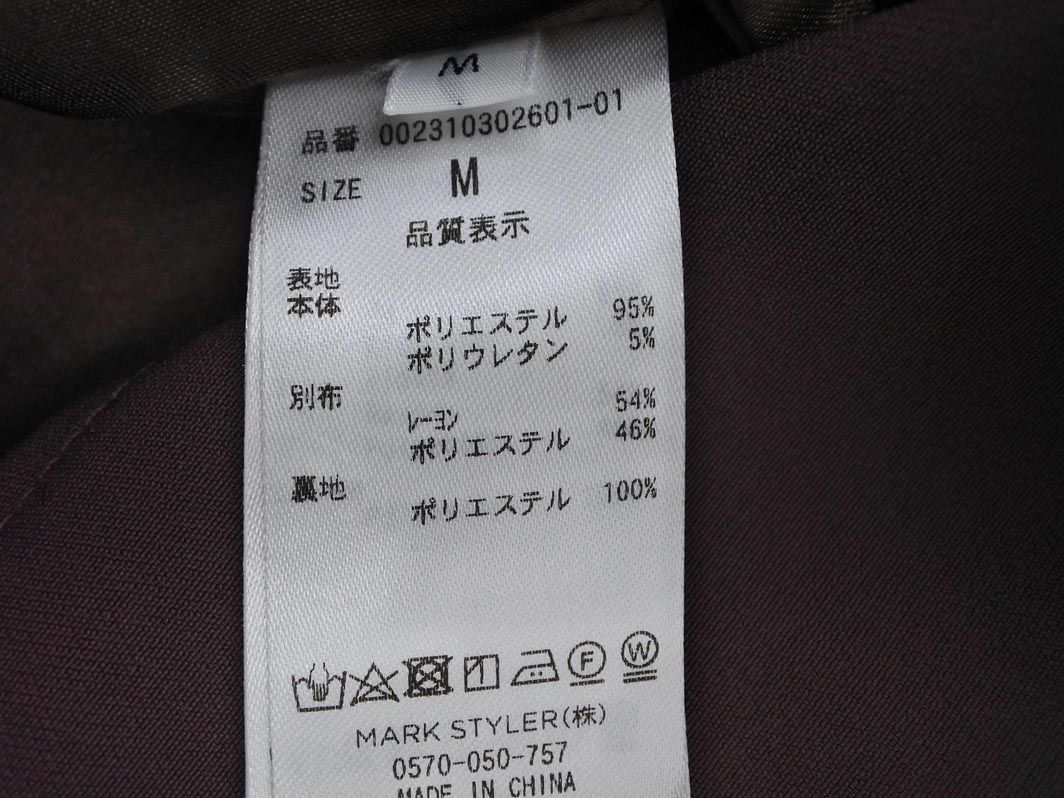 M
品番 002310302601-01
SIZE M
品質表示
表地
本体
ポリエステル 95%
ポリウレタン 5%
別布
ﾚｰﾖﾝ 54%
ポリエステル 46%
裏地
ポリエステル 100%
F
W
MARK STYLER(株)
0570-050-757
MADE IN CHINA